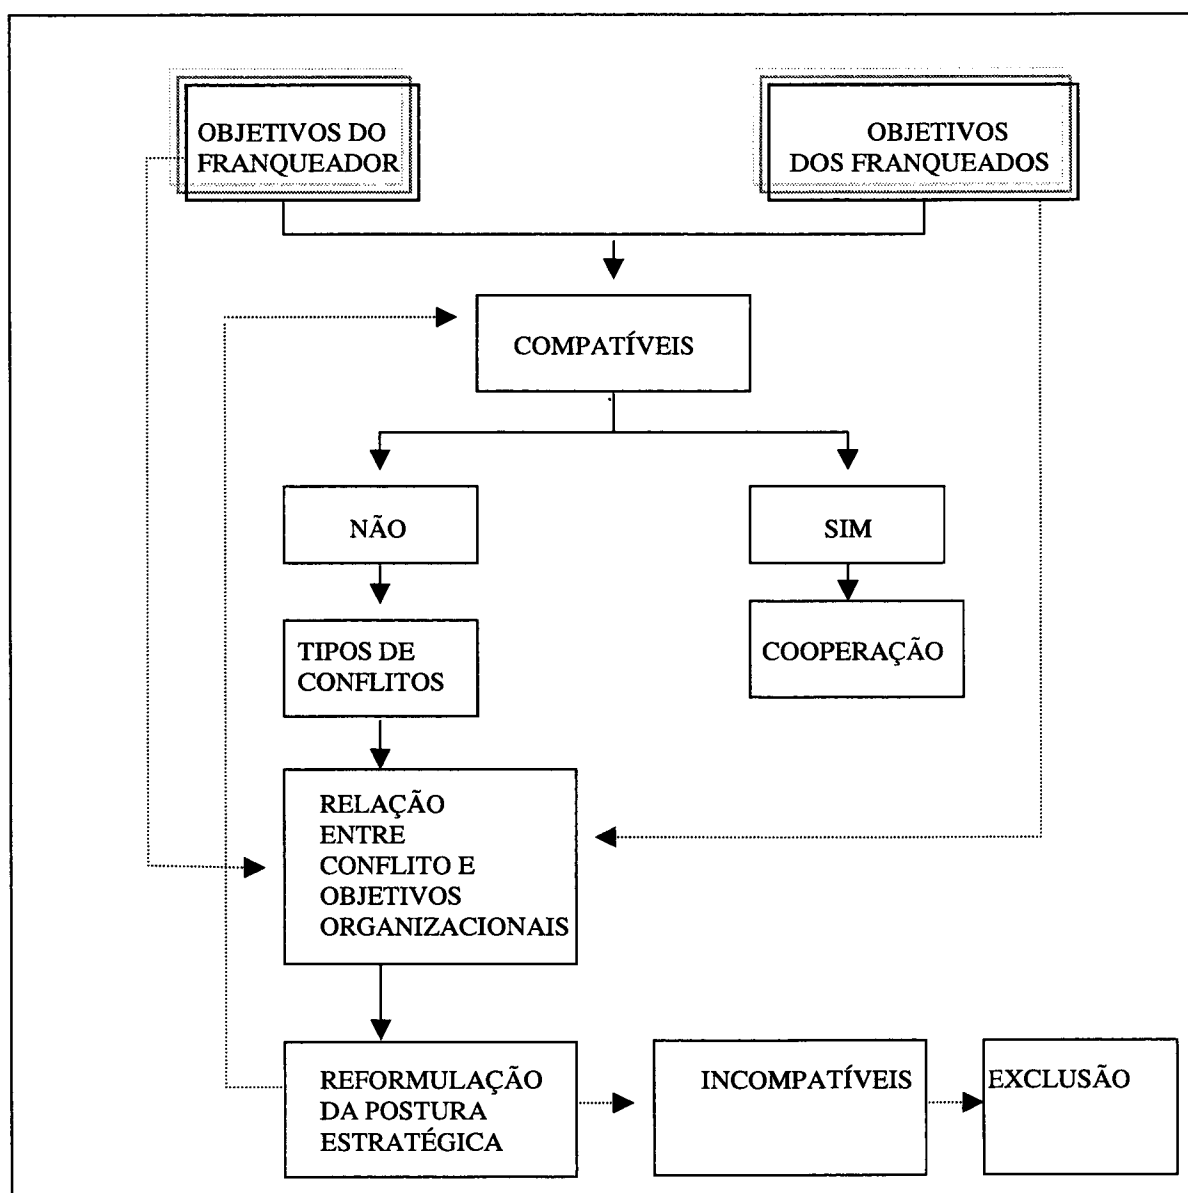 OBJETIVOS DO
FRANQUEADOR
OBJETIVOS
DOS FRANQUEADOS
COMPATÍVEIS
NÃO
SIM
TIPOS DE
CONFLITOS
COOPERAÇÃO
RELAÇÃO
ENTRE
CONFLITO E
OBJETIVOS
ORGANIZACIONAIS
REFORMULAÇÃO
DA POSTURA
ESTRATÉGICA
INCOMPATÍVEIS
EXCLUSÃO